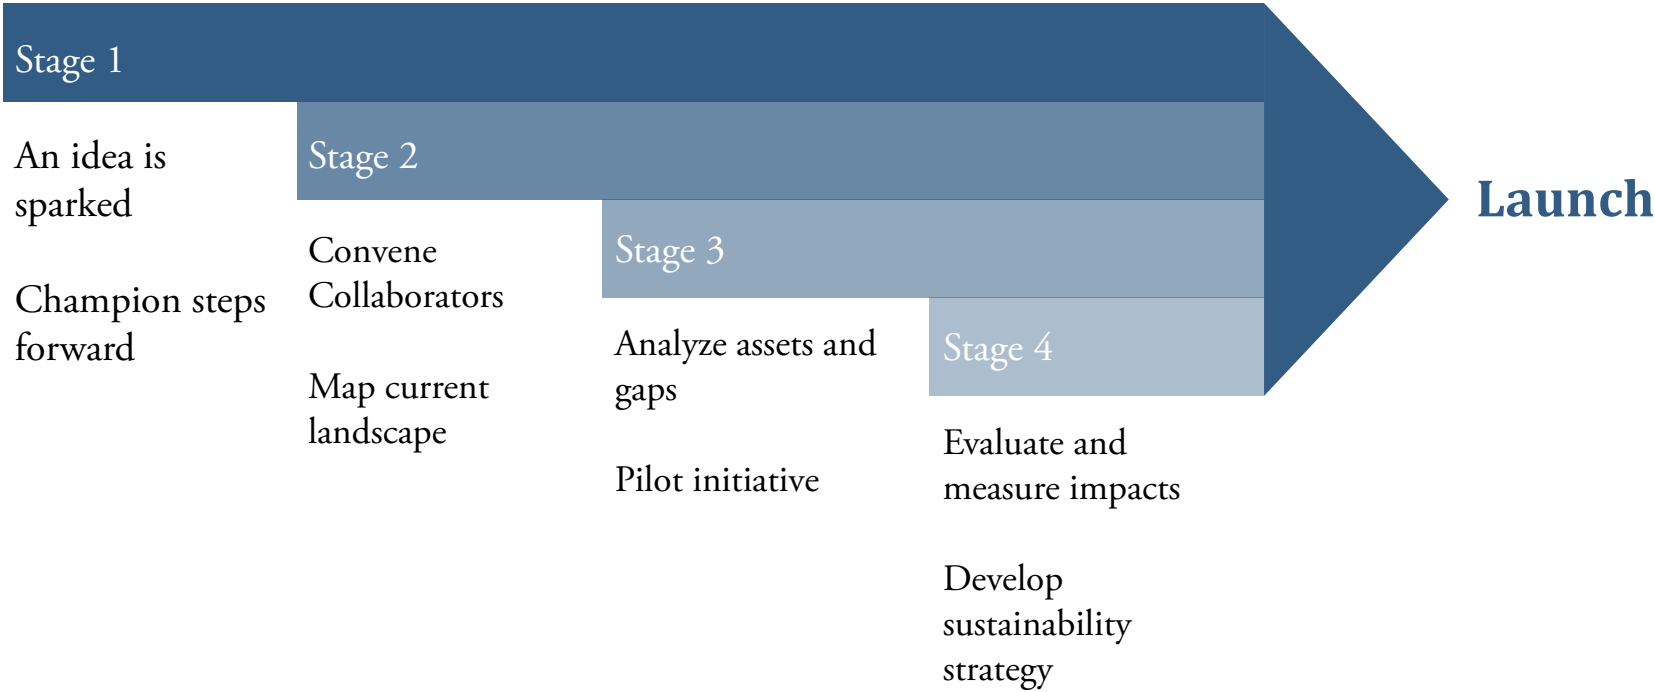 Stage 1
An idea is
sparked
Champion steps
forward
Stage 2
Convene
Collaborators
Map current
landscape
Stage 3
Analyze assets and
gaps
Pilot initiative
Stage 4
Evaluate and
measure impacts
Develop
sustainability
strategy
Launch